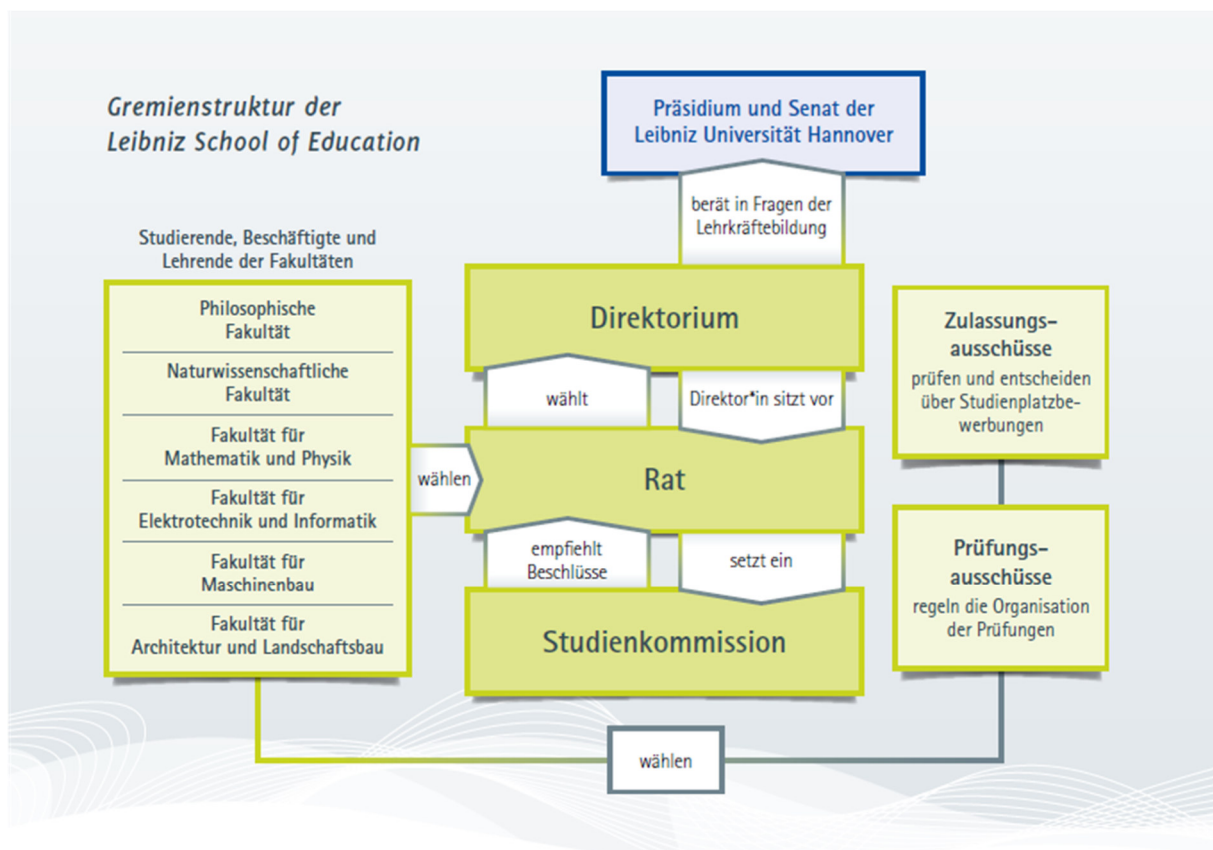 Gremienstruktur der
Leibniz School of Education
Präsidium und Senat der
Leibniz Universität Hannover
berät in Fragen der
Lehrkräftebildung
Studierende, Beschäftigte und
Lehrende der Fakultäten
Philosophische
Fakultät
Naturwissenschaftliche
Fakultät
Fakultät für
Mathematik und Physik
Fakultät für
Elektrotechnik und Informatik
Fakultät für
Maschinenbau
Fakultät für
Architektur und Landschaftsbau
wählen
Direktorium
wählt
Direktor*in sitzt vor
Rat
empfiehlt
Beschlüsse
setzt ein
Studienkommission
Zulassungs-
ausschüsse
prüfen und entscheiden
über Studienplatzbe-
werbungen
Prüfungs-
ausschüsse
regeln die Organisation
der Prüfungen
wählen